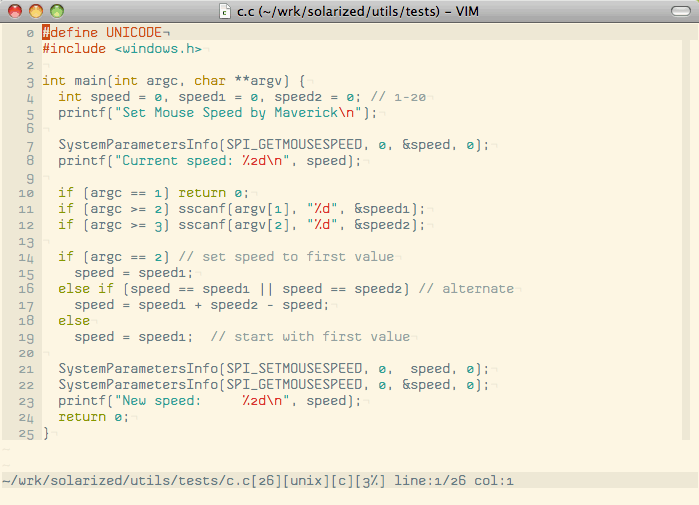 c.c (~/wrk/solarized/utils/tests) – VIM
0 #define UNICODE¬
1 #include <windows.h>¬
2 ¬
3 int main(int argc, char **argv) {¬
4   int speed = 0, speed1 = 0, speed2 = 0; // 1-20¬
5   printf("Set Mouse Speed by Maverick\n");¬
6 ¬
7   SystemParametersInfo(SPI_GETMOUSESPEED, 0, &speed, 0);¬
8   printf("Current speed: %2d\n", speed);¬
9 ¬
10   if (argc == 1) return 0;¬
11   if (argc >= 2) sscanf(argv[1], "%d", &speed1);¬
12   if (argc >= 3) sscanf(argv[2], "%d", &speed2);¬
13 ¬
14   if (argc == 2) // set speed to first value¬
15     speed = speed1;¬
16   else if (speed == speed1 || speed == speed2) // alternate¬
17     speed = speed1 + speed2 - speed;¬
18   else¬
19     speed = speed1;  // start with first value¬
20 ¬
21   SystemParametersInfo(SPI_SETMOUSESPEED, 0,  speed, 0);¬
22   SystemParametersInfo(SPI_GETMOUSESPEED, 0, &speed, 0);¬
23   printf("New speed:     %2d\n", speed);¬
24   return 0;¬
25 }¬
~/wrk/solarized/utils/tests/c.c[26][unix][c][3%] line:1/26 col:1